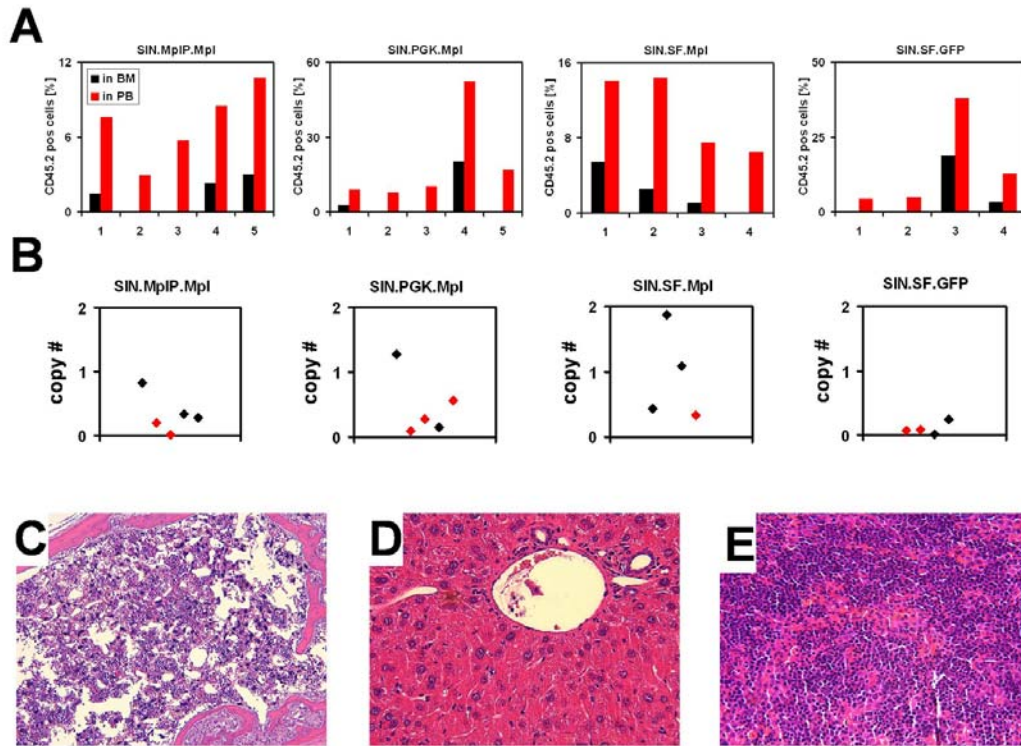 A
SIN.MplP.Mpl
SIN.PGK.Mpl
SIN.SF.Mpl
SIN.SF.GFP
CD45.2 pos cells [%]
12
6
0
in BM
in PB
1 2 3 4 5
CD45.2 pos cells [%]
60
30
0
1 2 3 4 5
CD45.2 pos cells [%]
16
8
0
1 2 3 4
CD45.2 pos cells [%]
50
25
0
1 2 3 4
B
SIN.MplP.Mpl
SIN.PGK.Mpl
SIN.SF.Mpl
SIN.SF.GFP
copy #
2
1
0
copy #
2
1
0
copy #
2
1
0
copy #
2
1
0
C
D
E